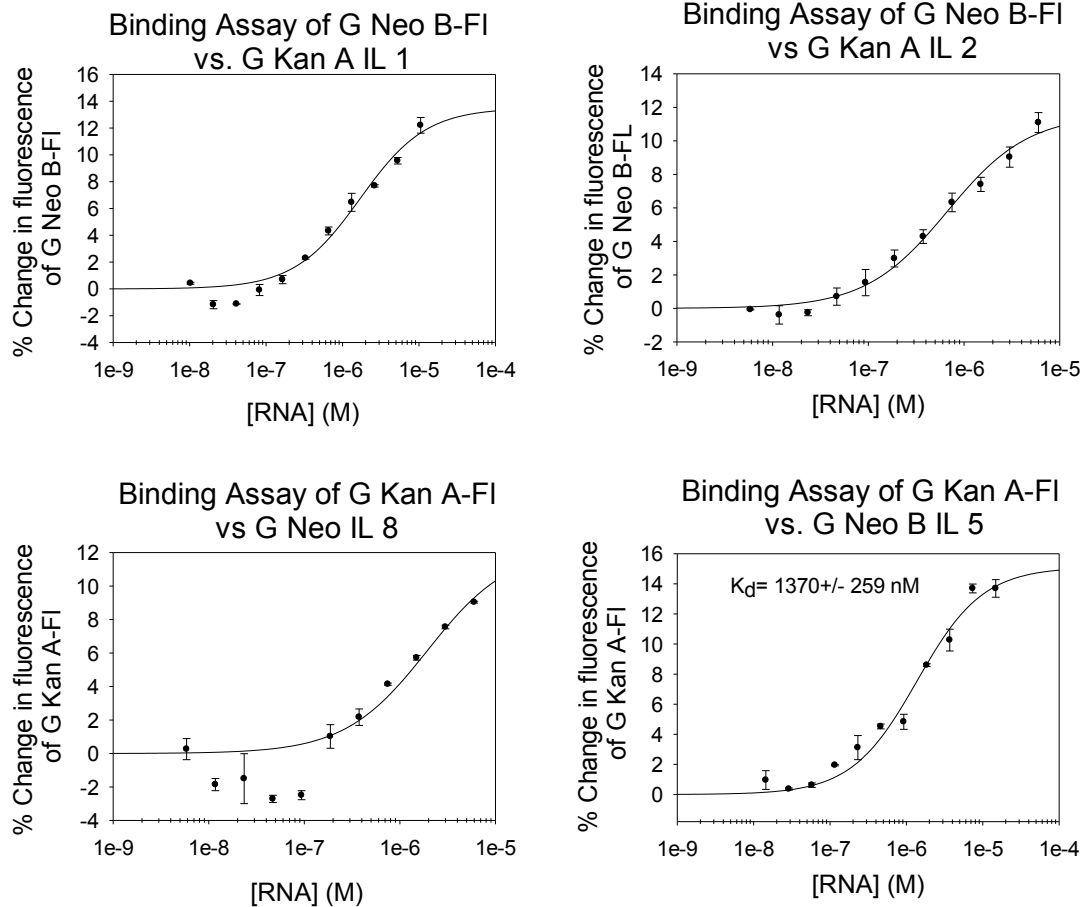 Binding Assay of G Neo B-Fl
vs. G Kan A IL 1
% Change in fluorescence
of G Neo B-Fl
16
14
12
10
8
6
4
2
0
-2
-4
1e-9 1e-8 1e-7 1e-6 1e-5 1e-4
[RNA] (M)
Binding Assay of G Neo B-Fl
vs G Kan A IL 2
% Change in fluorescence
of G Neo B-FL
14
12
10
8
6
4
2
0
-2
1e-9 1e-8 1e-7 1e-6 1e-5
[RNA] (M)
Binding Assay of G Kan A-Fl
vs G Neo IL 8
% Change in fluorescence
of G Kan A-Fl
12
10
8
6
4
2
0
-2
-4
1e-9 1e-8 1e-7 1e-6 1e-5
[RNA] (M)
Binding Assay of G Kan A-Fl
vs. G Neo B IL 5
% Change in fluorescence
of G Kan A-Fl
16
14
12
10
8
6
4
2
0
Kd= 1370+/- 259 nM
1e-9 1e-8 1e-7 1e-6 1e-5 1e-4
[RNA] (M)